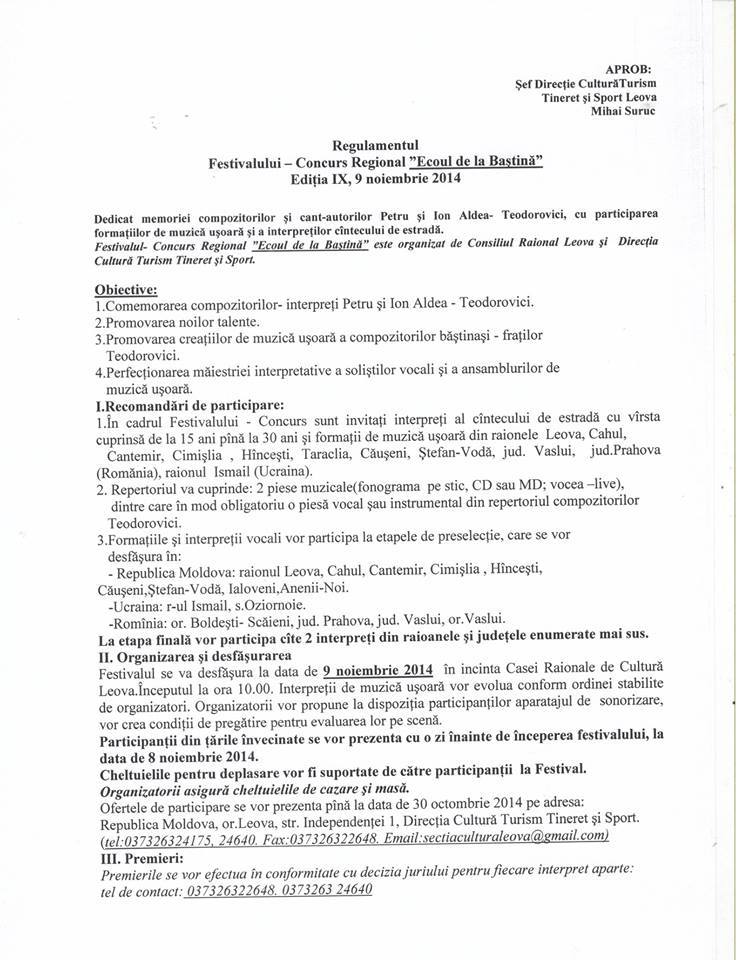 APROB:
Şef Direcţie CulturăTurism
Tineret şi Sport Leova
Mihai Suruc
Regulamentul
Festivalului – Concurs Regional ”Ecoul de la Baştină”
Ediţia IX, 9 noiembrie 2014
Dedicat memoriei compozitorilor şi cant-autorilor Petru şi Ion Aldea- Teodorovici, cu participarea
formaţiilor de muzică uşoară şi a interpreţilor cîntecului de estradă.
Festivalul- Concurs Regional ”Ecoul de la Baştină” este organizat de Consiliul Raional Leova şi Direcţia
Cultură Turism Tineret şi Sport.
Obiective:
1.Comemorarea compozitorilor- interpreţi Petru şi Ion Aldea - Teodorovici.
2.Promovarea noilor talente.
3.Promovarea creaţiilor de muzică uşoară a compozitorilor băştinaşi - fraţilor
Teodorovici.
4.Perfecţionarea măiestriei interpretative a soliştilor vocali şi a ansamblurilor de
muzică uşoară.
I.Recomandări de participare:
1.În cadrul Festivalului - Concurs sunt invitaţi interpreţi al cîntecului de estradă cu vîrsta
cuprinsă de la 15 ani pînă la 30 ani şi formaţii de muzică uşoară din raionele Leova, Cahul,
Cantemir, Cimişlia , Hînceşti, Taraclia, Căuşeni, Ştefan-Vodă, jud. Vaslui, jud.Prahova
(România), raionul Ismail (Ucraina).
2. Repertoriul va cuprinde: 2 piese muzicale(fonograma pe stic, CD sau MD; vocea –live),
dintre care în mod obligatoriu o piesă vocal sau instrumental din repertoriul compozitorilor
Teodorovici.
3.Formaţiile şi interpreţii vocali vor participa la etapele de preselecţie, care se vor
desfăşura în:
- Republica Moldova: raionul Leova, Cahul, Cantemir, Cimişlia , Hînceşti,
Căuşeni,Ştefan-Vodă, Ialoveni,Anenii-Noi.
-Ucraina: r-ul Ismail, s.Oziornoie.
-Romînia: or. Boldeşti- Scăieni, jud. Prahova, jud. Vaslui, or.Vaslui.
La etapa finală vor participa cîte 2 interpreţi din raioanele şi judeţele enumerate mai sus.
II. Organizarea şi desfăşurarea
Festivalul se va desfăşura la data de 9 noiembrie 2014 în incinta Casei Raionale de Cultură
Leova.Începutul la ora 10.00. Interpreţii de muzică uşoară vor evolua conform ordinei stabilite
de organizatori. Organizatorii vor propune la dispoziţia participanţilor aparatajul de sonorizare,
vor crea condiţii de pregătire pentru evaluarea lor pe scenă.
Participanţii din ţările învecinate se vor prezenta cu o zi înainte de începerea festivalului, la
data de 8 noiembrie 2014.
Cheltuielile pentru deplasare vor fi suportate de către participanţii la Festival.
Organizatorii asigură cheltuielile de cazare şi masă.
Ofertele de participare se vor prezenta pînă la data de 30 octombrie 2014 pe adresa:
Republica Moldova, or.Leova, str. Independenţei 1, Direcţia Cultură Turism Tineret şi Sport.
(tel:037326324175, 24640. Fax:037326322648. Email:sectiaculturaleova@gmail.com)
III. Premieri:
Premierile se vor efectua în conformitate cu decizia juriului pentru fiecare interpret aparte:
tel de contact: 037326322648. 0373263 24640